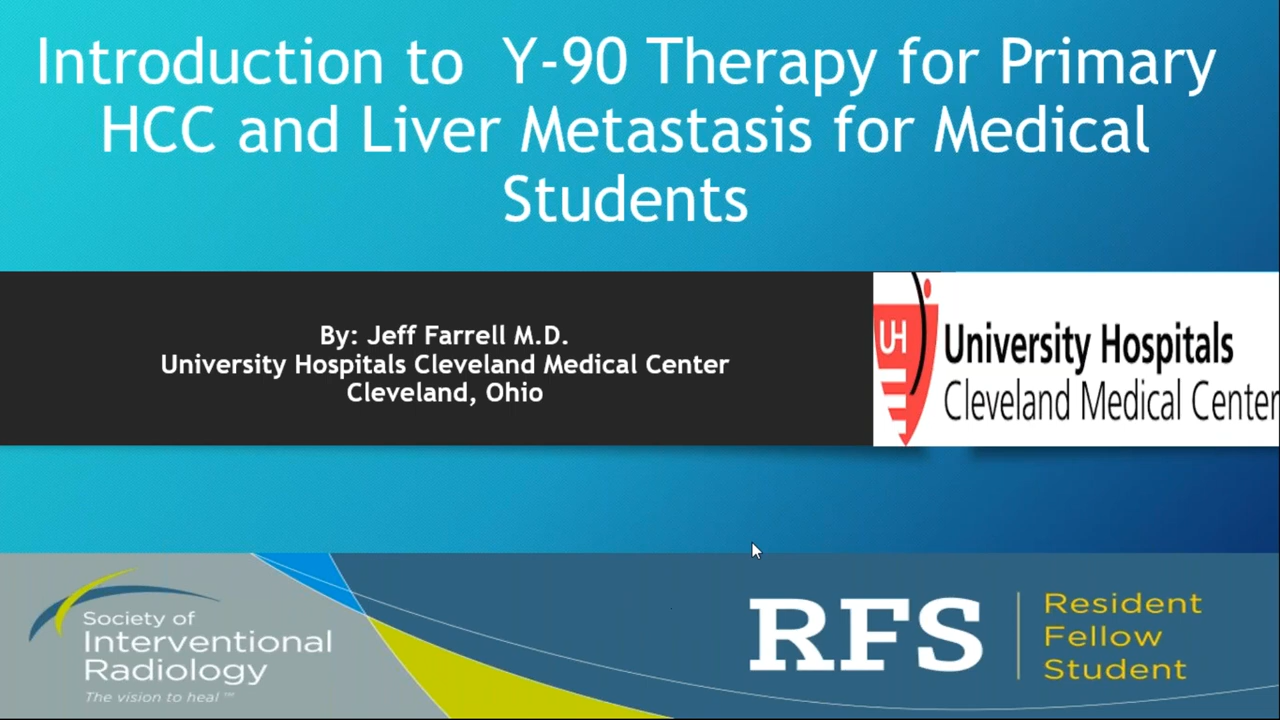 Introduction to  Y-90 Therapy for Primary
HCC and Liver Metastasis for Medical
Students
By: Jeff Farrell M.D.
University Hospitals Cleveland Medical Center
Cleveland, Ohio
UH
University Hospitals
Cleveland Medical Center
Society of
Interventional
Radiology
The vision to heal ℠
RFS
Resident
Fellow
Student